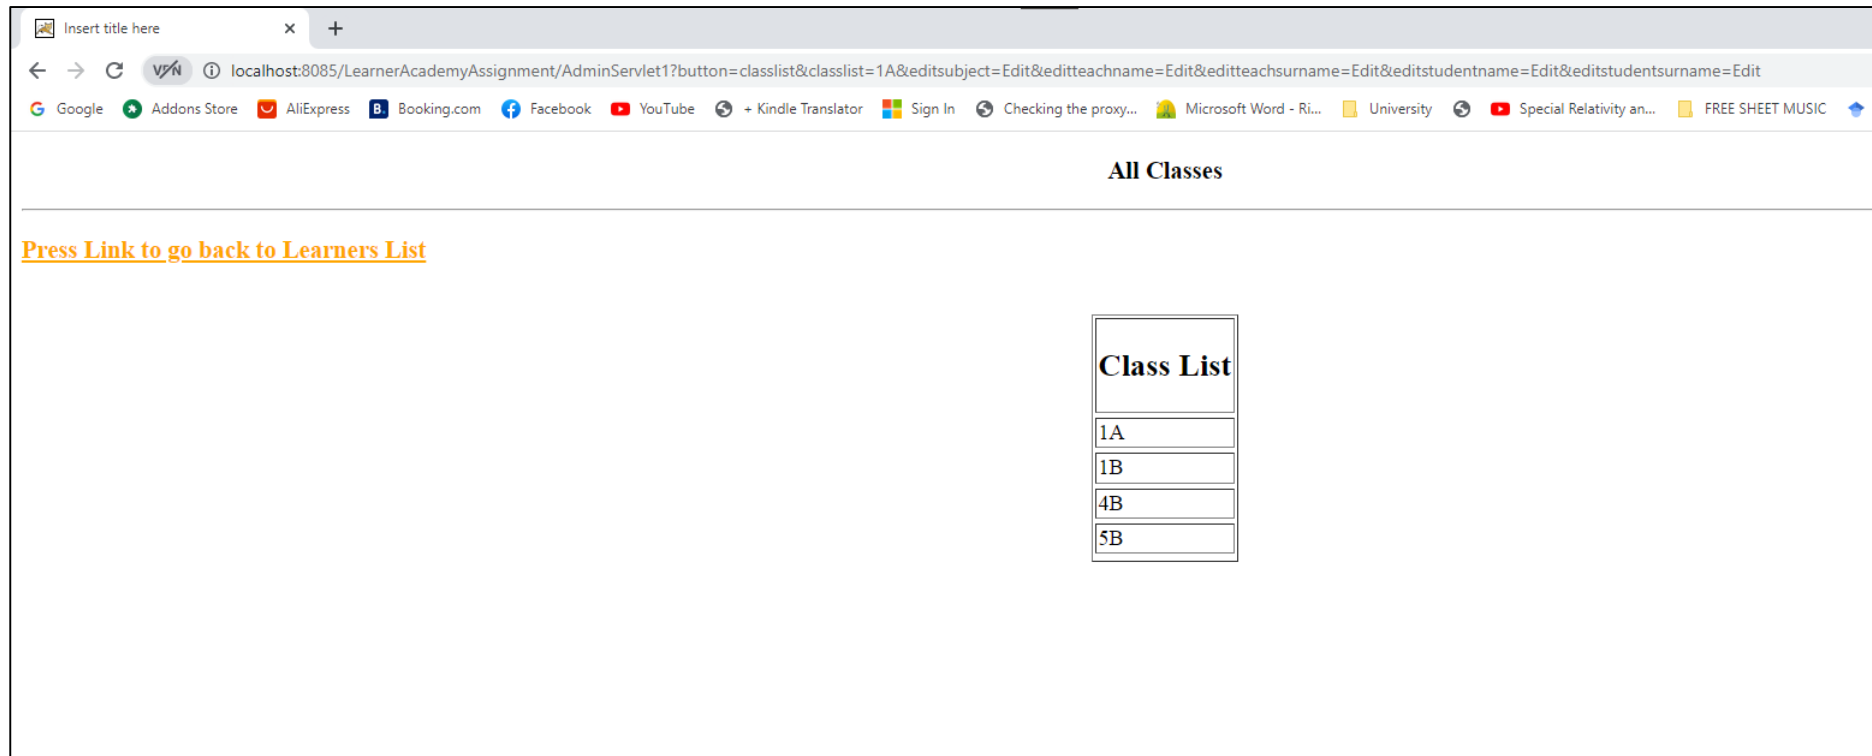 Insert title here
VPN localhost:8085/LearnerAcademyAssignment/AdminServlet1?button=classlist&classlist=1A&editsubject=Edit&editteachname=Edit&editteachsurname=Edit&editstudentname=Edit&editstudentsurname=Edit
Google Addons Store AliExpress B. Booking.com Facebook YouTube + Kindle Translator Sign In Checking the proxy... Microsoft Word - Ri... University Special Relativity an... FREE SHEET MUSIC
All Classes
Press Link to go back to Learners List
Class List
1A
1B
4B
5B